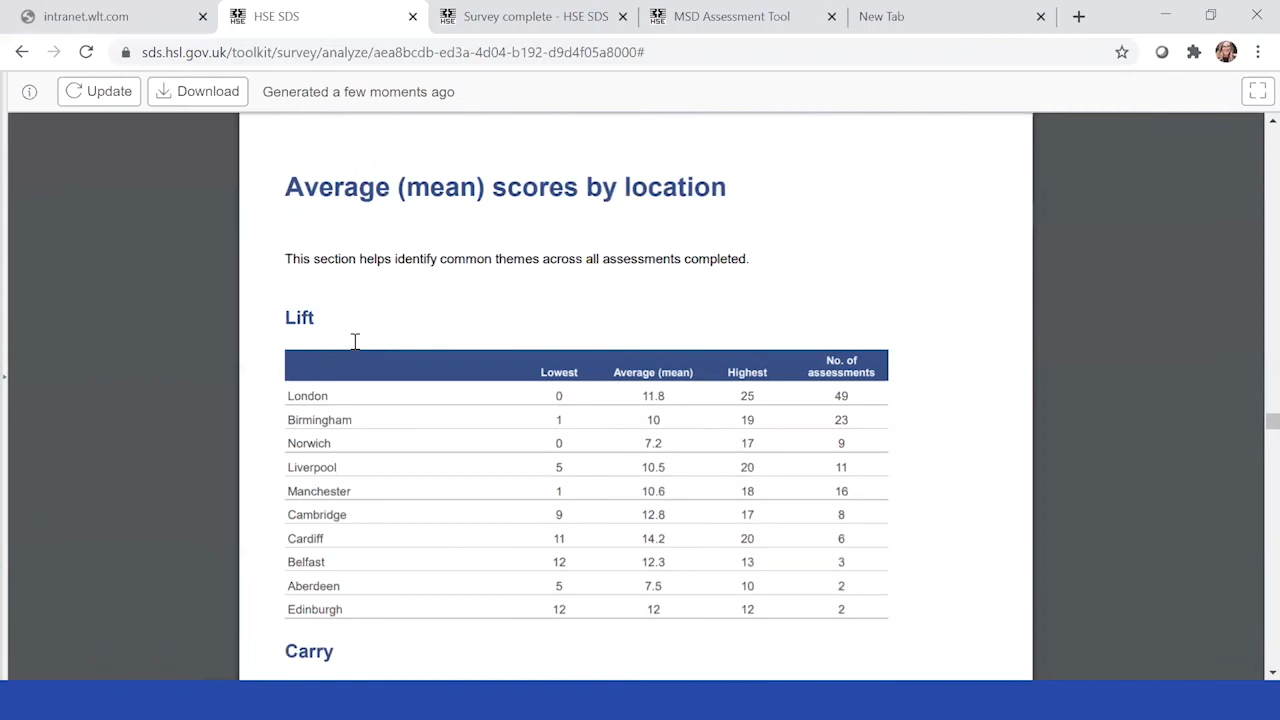 intranet.wlt.com
HSE SDS
Survey complete - HSE SDS
MSD Assessment Tool
New Tab
sds.hsl.gov.uk/toolkit/survey/analyze/aea8bcdb-ed3a-4d04-b192-d9d4f05a8000#
Update Download Generated a few moments ago
Average (mean) scores by location
This section helps identify common themes across all assessments completed.
Lift
Lowest Average (mean) Highest No. of assessments
London 0 11.8 25 49
Birmingham 1 10 19 23
Norwich 0 7.2 17 9
Liverpool 5 10.5 20 11
Manchester 1 10.6 18 16
Cambridge 9 12.8 17 8
Cardiff 11 14.2 20 6
Belfast 12 12.3 13 3
Aberdeen 5 7.5 10 2
Edinburgh 12 12 12 2
Carry